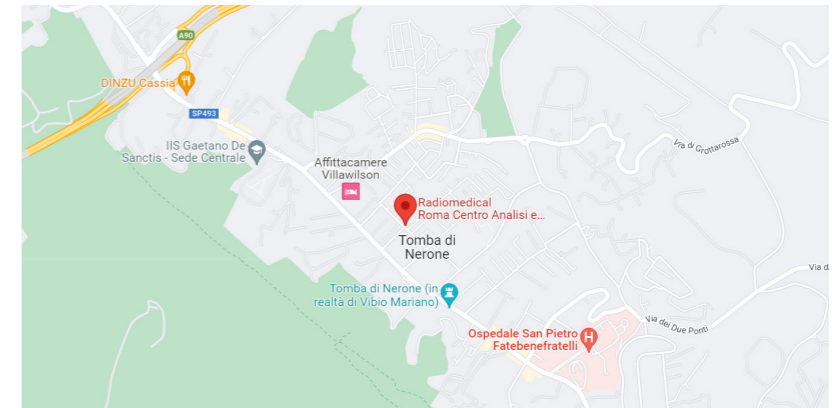 A90
DINZU Cassia
SP493
IIS Gaetano De
Sanctis - Sede Centrale
Affittacamere
Villawilson
Via di Grottarossa
Radiomedical
Roma Centro Analisi e...
Tomba di
Nerone
Via d
Tomba di Nerone (in
realtà di Vibio Mariano)
Via dei Due Ponti
Ospedale San Pietro
Fatebenefratelli
H